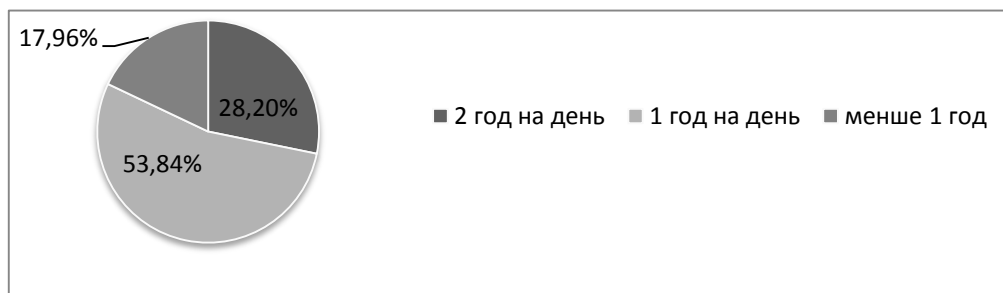 17,96%
28,20%
53,84%
2 год на день 1 год на день менше 1 год